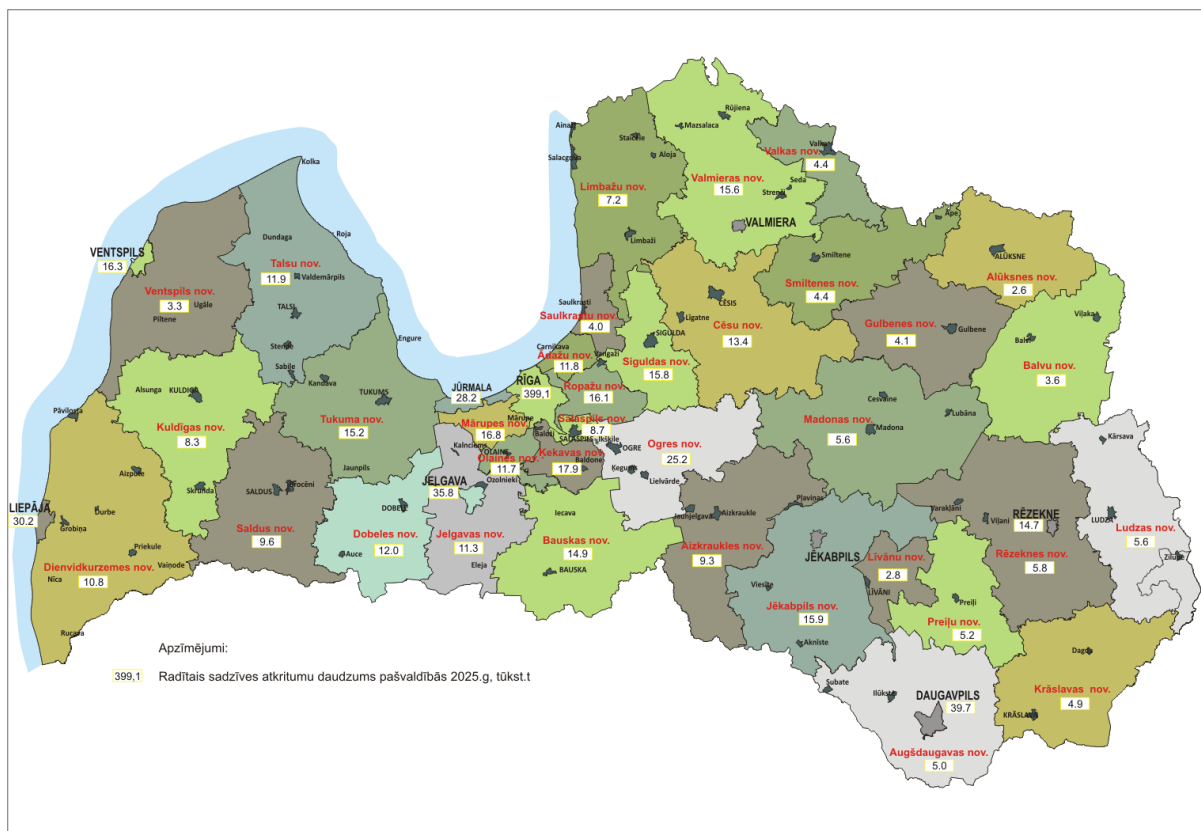 Rūjiena
Mazsalaca
Staicele
Aloja
Salacgrīva
Valmieras nov.
15.6
Valkas nov.
4.4
Seda
Strenči
VALMIERA
Limbažu nov.
7.2
Limbaži
Kolka
Roja
Dundaga
Talsu nov.
11.9
Valdemārpils
TALSI
Stende
Sabile
VENTSPILS
16.3
Ventspils nov.
3.3
Ugāle
Piltene
Ape
Smiltene
Smiltenes nov.
4.4
ALŪKSNE
Alūksnes nov.
2.6
Gulbenes nov.
4.1
Gulbene
Viļaka
Balvi
Balvu nov.
3.6
CĒSIS
Līgatne
Cēsu nov.
13.4
Saulkrasti
Saulkrastu nov.
4.0
SIGULDA
Siguldas nov.
15.8
Carnikava
Ādažu nov.
11.8
Vangaži
Ropažu nov.
16.1
RĪGA
399,1
Engure
JŪRMALA
28.2
Kandava
TUKUMS
Tukuma nov.
15.2
Jaunpils
Alsunga
KULDĪGA
Kuldīgas nov.
8.3
Skrunda
Pāvilosta
Aizpute
Durbe
Grobiņa
LIEPĀJA
30.2
Priekule
Vaiņode
Dienvidkurzemes nov.
10.8
Nīca
Rucava
SALDUS
Brocēni
Saldus nov.
9.6
DOBELE
Dobeles nov.
12.0
Auce
Mārupe
Mārupes nov.
16.8
Kalnciems
OLAINE
Olaines nov.
11.7
Baloži
Salaspils nov.
8.7
SALASPILS
Ikšķile
Ķekavas nov.
17.9
Baldone
OGRE
Ogres nov.
25.2
Ķegums
Lielvārde
JELGAVA
35.8
Ozolnieki
Jelgavas nov.
11.3
Eleja
Iecava
Bauskas nov.
14.9
BAUSKA
Cesvaine
Lubāna
Madonas nov.
5.6
Madona
Kārsava
Pļaviņas
Jaunjelgava
Aizkraukle
Aizkraukles nov.
9.3
Varakļāni
Viļāni
RĒZEKNE
14.7
Rēzeknes nov.
5.8
LUDZA
Ludzas nov.
5.6
Zilupe
JĒKABPILS
Viesīte
Jēkabpils nov.
15.9
Aknīste
Līvānu nov.
2.8
LĪVĀNI
Preiļi
Preiļu nov.
5.2
Dagda
Krāslavas nov.
4.9
KRĀSLAVA
Subate
Ilūkste
DAUGAVPILS
39.7
Augšdaugavas nov.
5.0
Apzīmējumi:
399,1 Radītais sadzīves atkritumu daudzums pašvaldībās 2025.g, tūkst.t